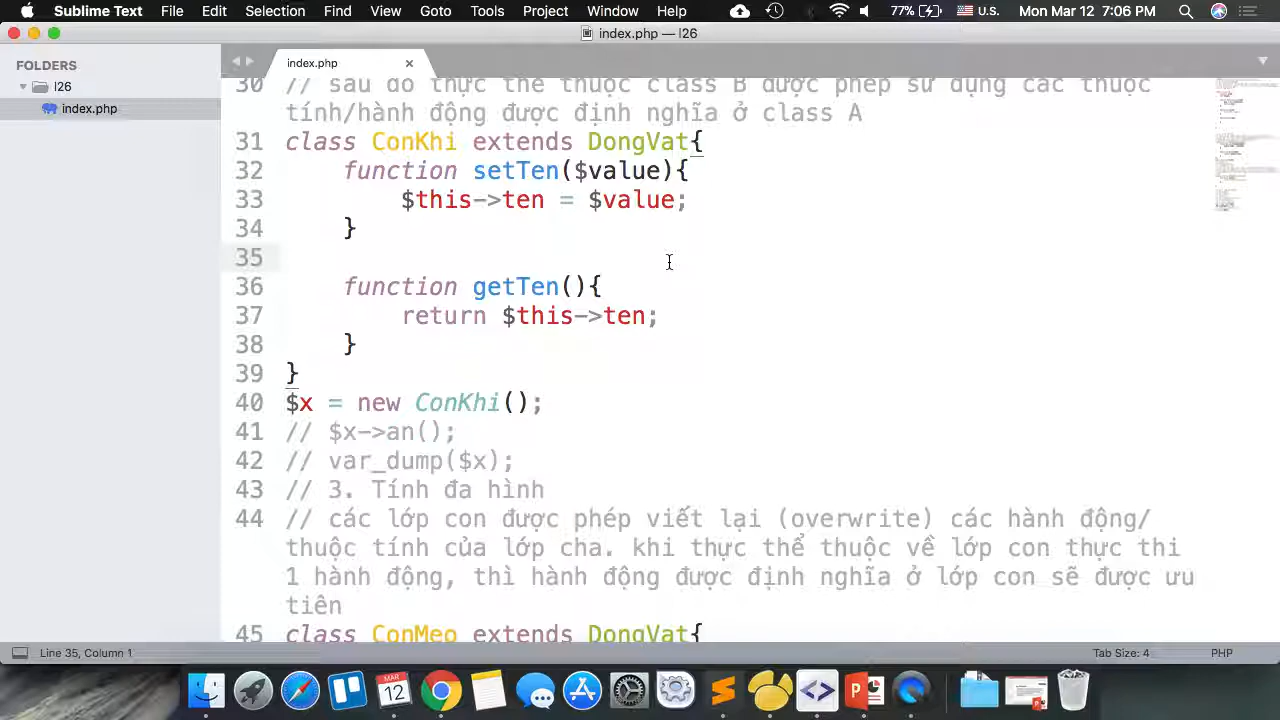 Sublime Text File Edit Selection Find View Goto Tools Project Window Help 77% U.S. Mon Mar 12 7:06 PM
index.php — l26
FOLDERS
l26
index.php
index.php
30 // sau đó thực thể thuộc class B được phép sử dụng các thuộc
tính/hành động được định nghĩa ở class A
31 class ConKhi extends DongVat{
32 function setTen($value){
33 $this->ten = $value;
34 }
35
36 function getTen(){
37 return $this->ten;
38 }
39 }
40 $x = new ConKhi();
41 // $x->an();
42 // var_dump($x);
43 // 3. Tính đa hình
44 // các lớp con được phép viết lại (overwrite) các hành động/
thuộc tính của lớp cha. khi thực thể thuộc về lớp con thực thi
1 hành động, thì hành động được định nghĩa ở lớp con sẽ được ưu
tiên
45 class ConMeo extends DongVat{
Line 35, Column 1 Tab Size: 4 PHP
MAR
12